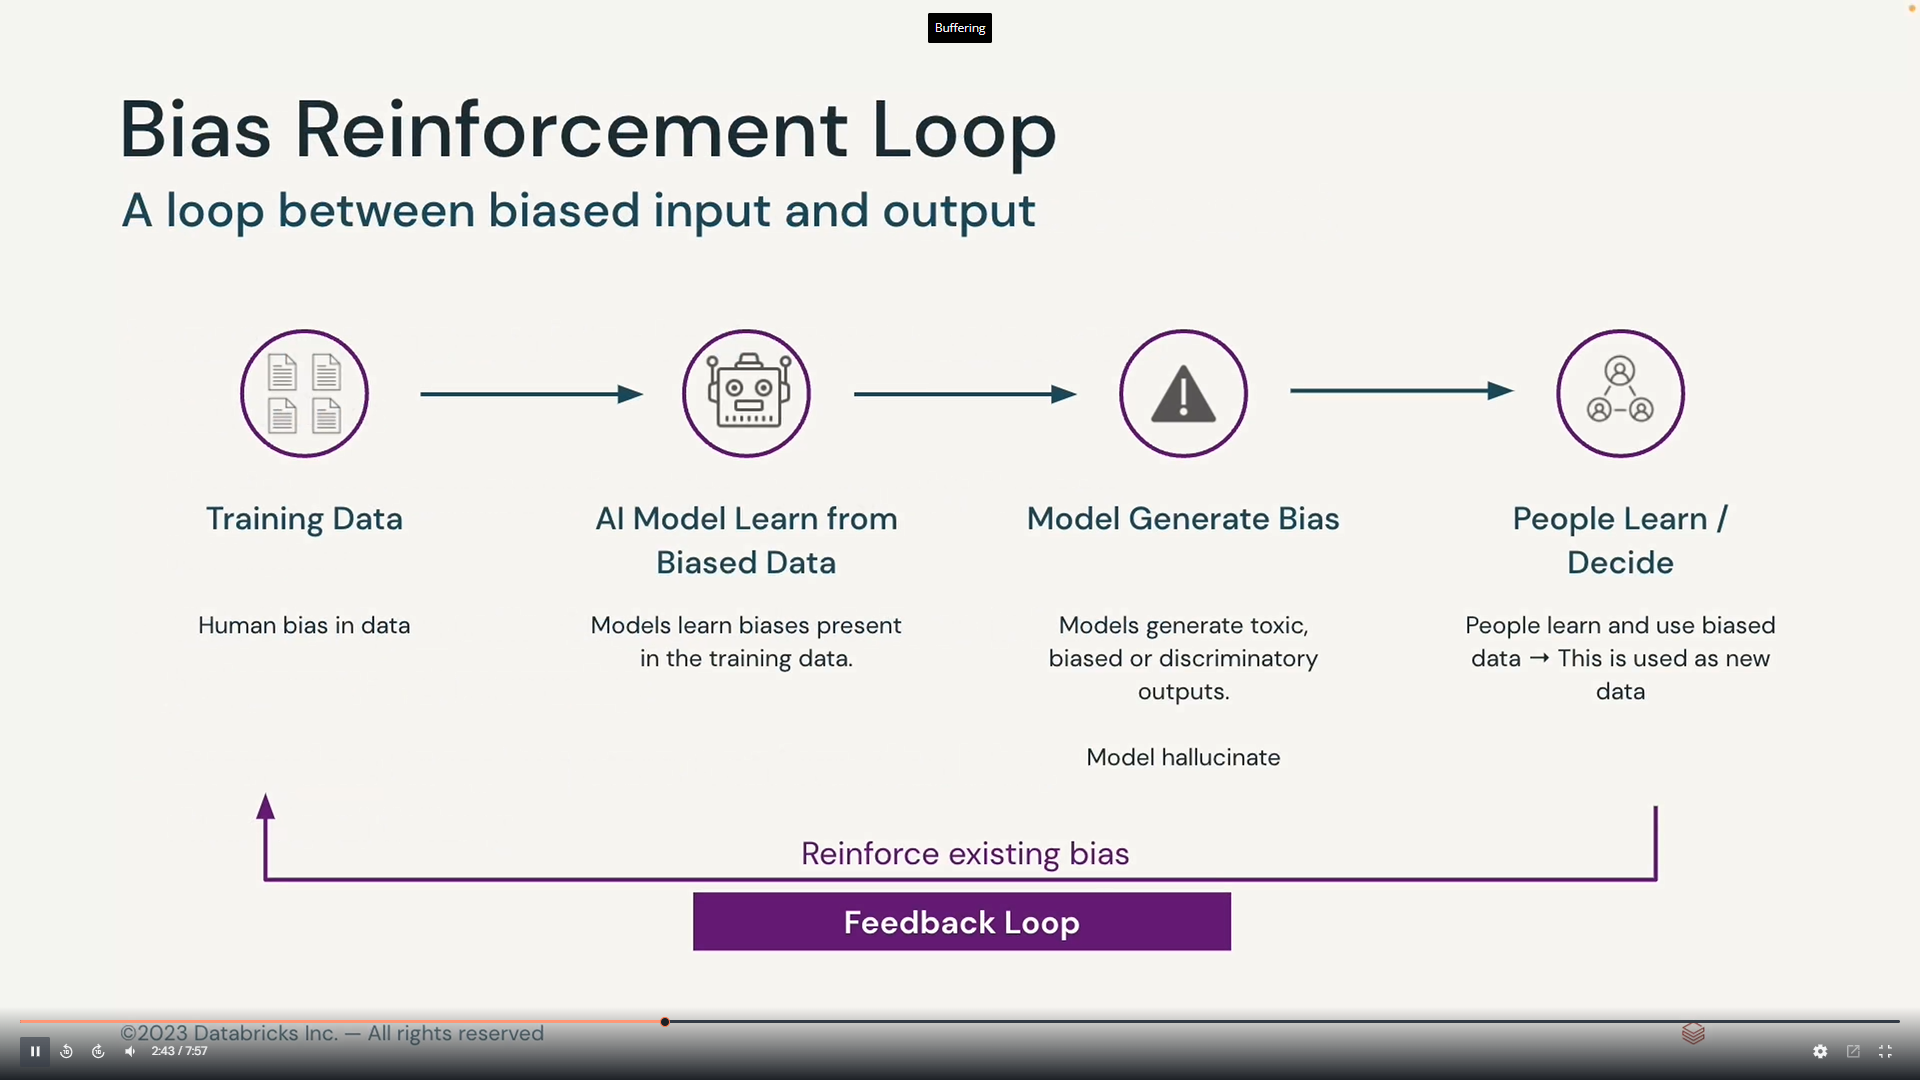 Buffering
Bias Reinforcement Loop
A loop between biased input and output
Training Data
Human bias in data
AI Model Learn from
Biased Data
Models learn biases present
in the training data.
Model Generate Bias
Models generate toxic,
biased or discriminatory
outputs.
Model hallucinate
People Learn /
Decide
People learn and use biased
data → This is used as new
data
Reinforce existing bias
Feedback Loop
©2023 Databricks Inc. — All rights reserved
2:43 / 7:57